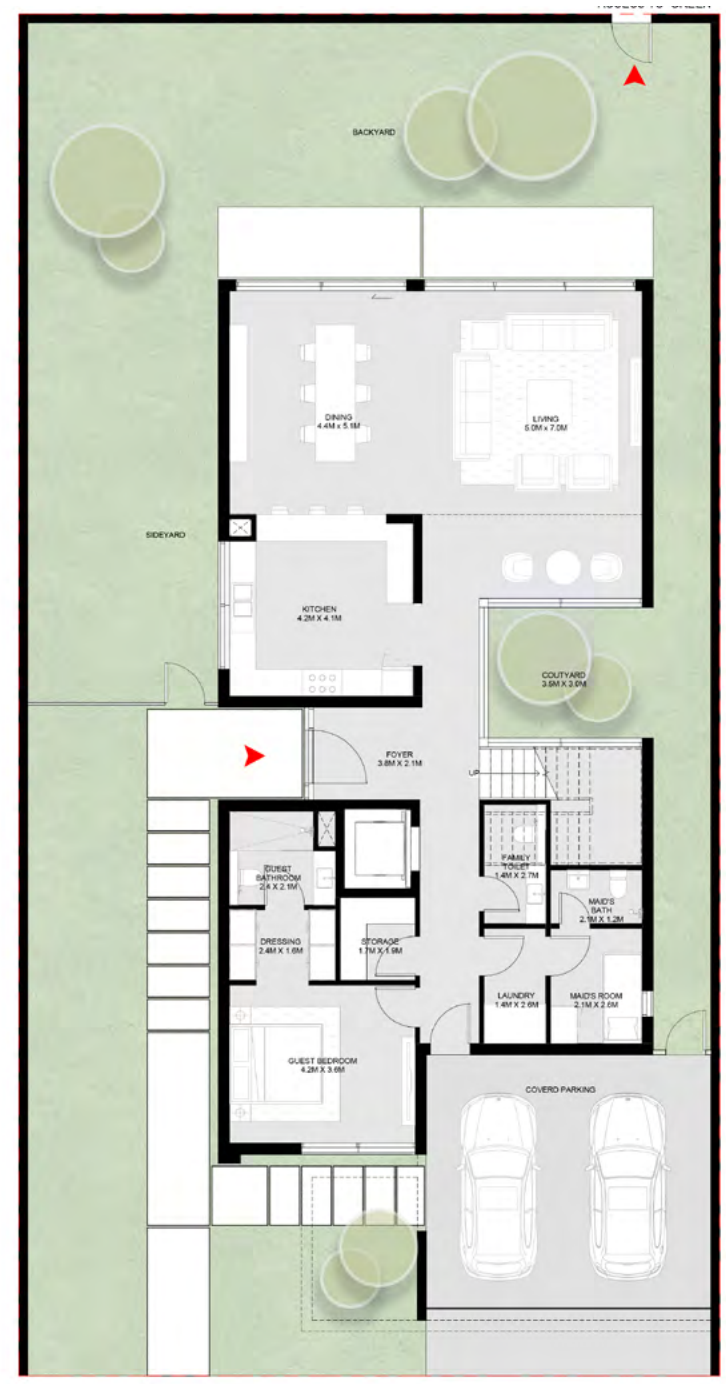 BACKYARD
DINING
4.4M x 5.1M
LIVING
5.0M x 7.0M
SIDEYARD
KITCHEN
4.2M X 4.1M
COUTYARD
3.5M X 3.0M
FOYER
3.8M X 2.1M
UP
GUEST
BATHROOM
2.4 X 2.1M
FAMILY
TOILET
1.4M X 2.7M
MAID'S
BATH
2.1M X 1.2M
DRESSING
2.4M X 1.6M
STORAGE
1.7M X 1.9M
LAUNDRY
1.4M X 2.6M
MAID'S ROOM
2.1M X 2.6M
GUEST BEDROOM
4.2M X 3.6M
COVERD PARKING